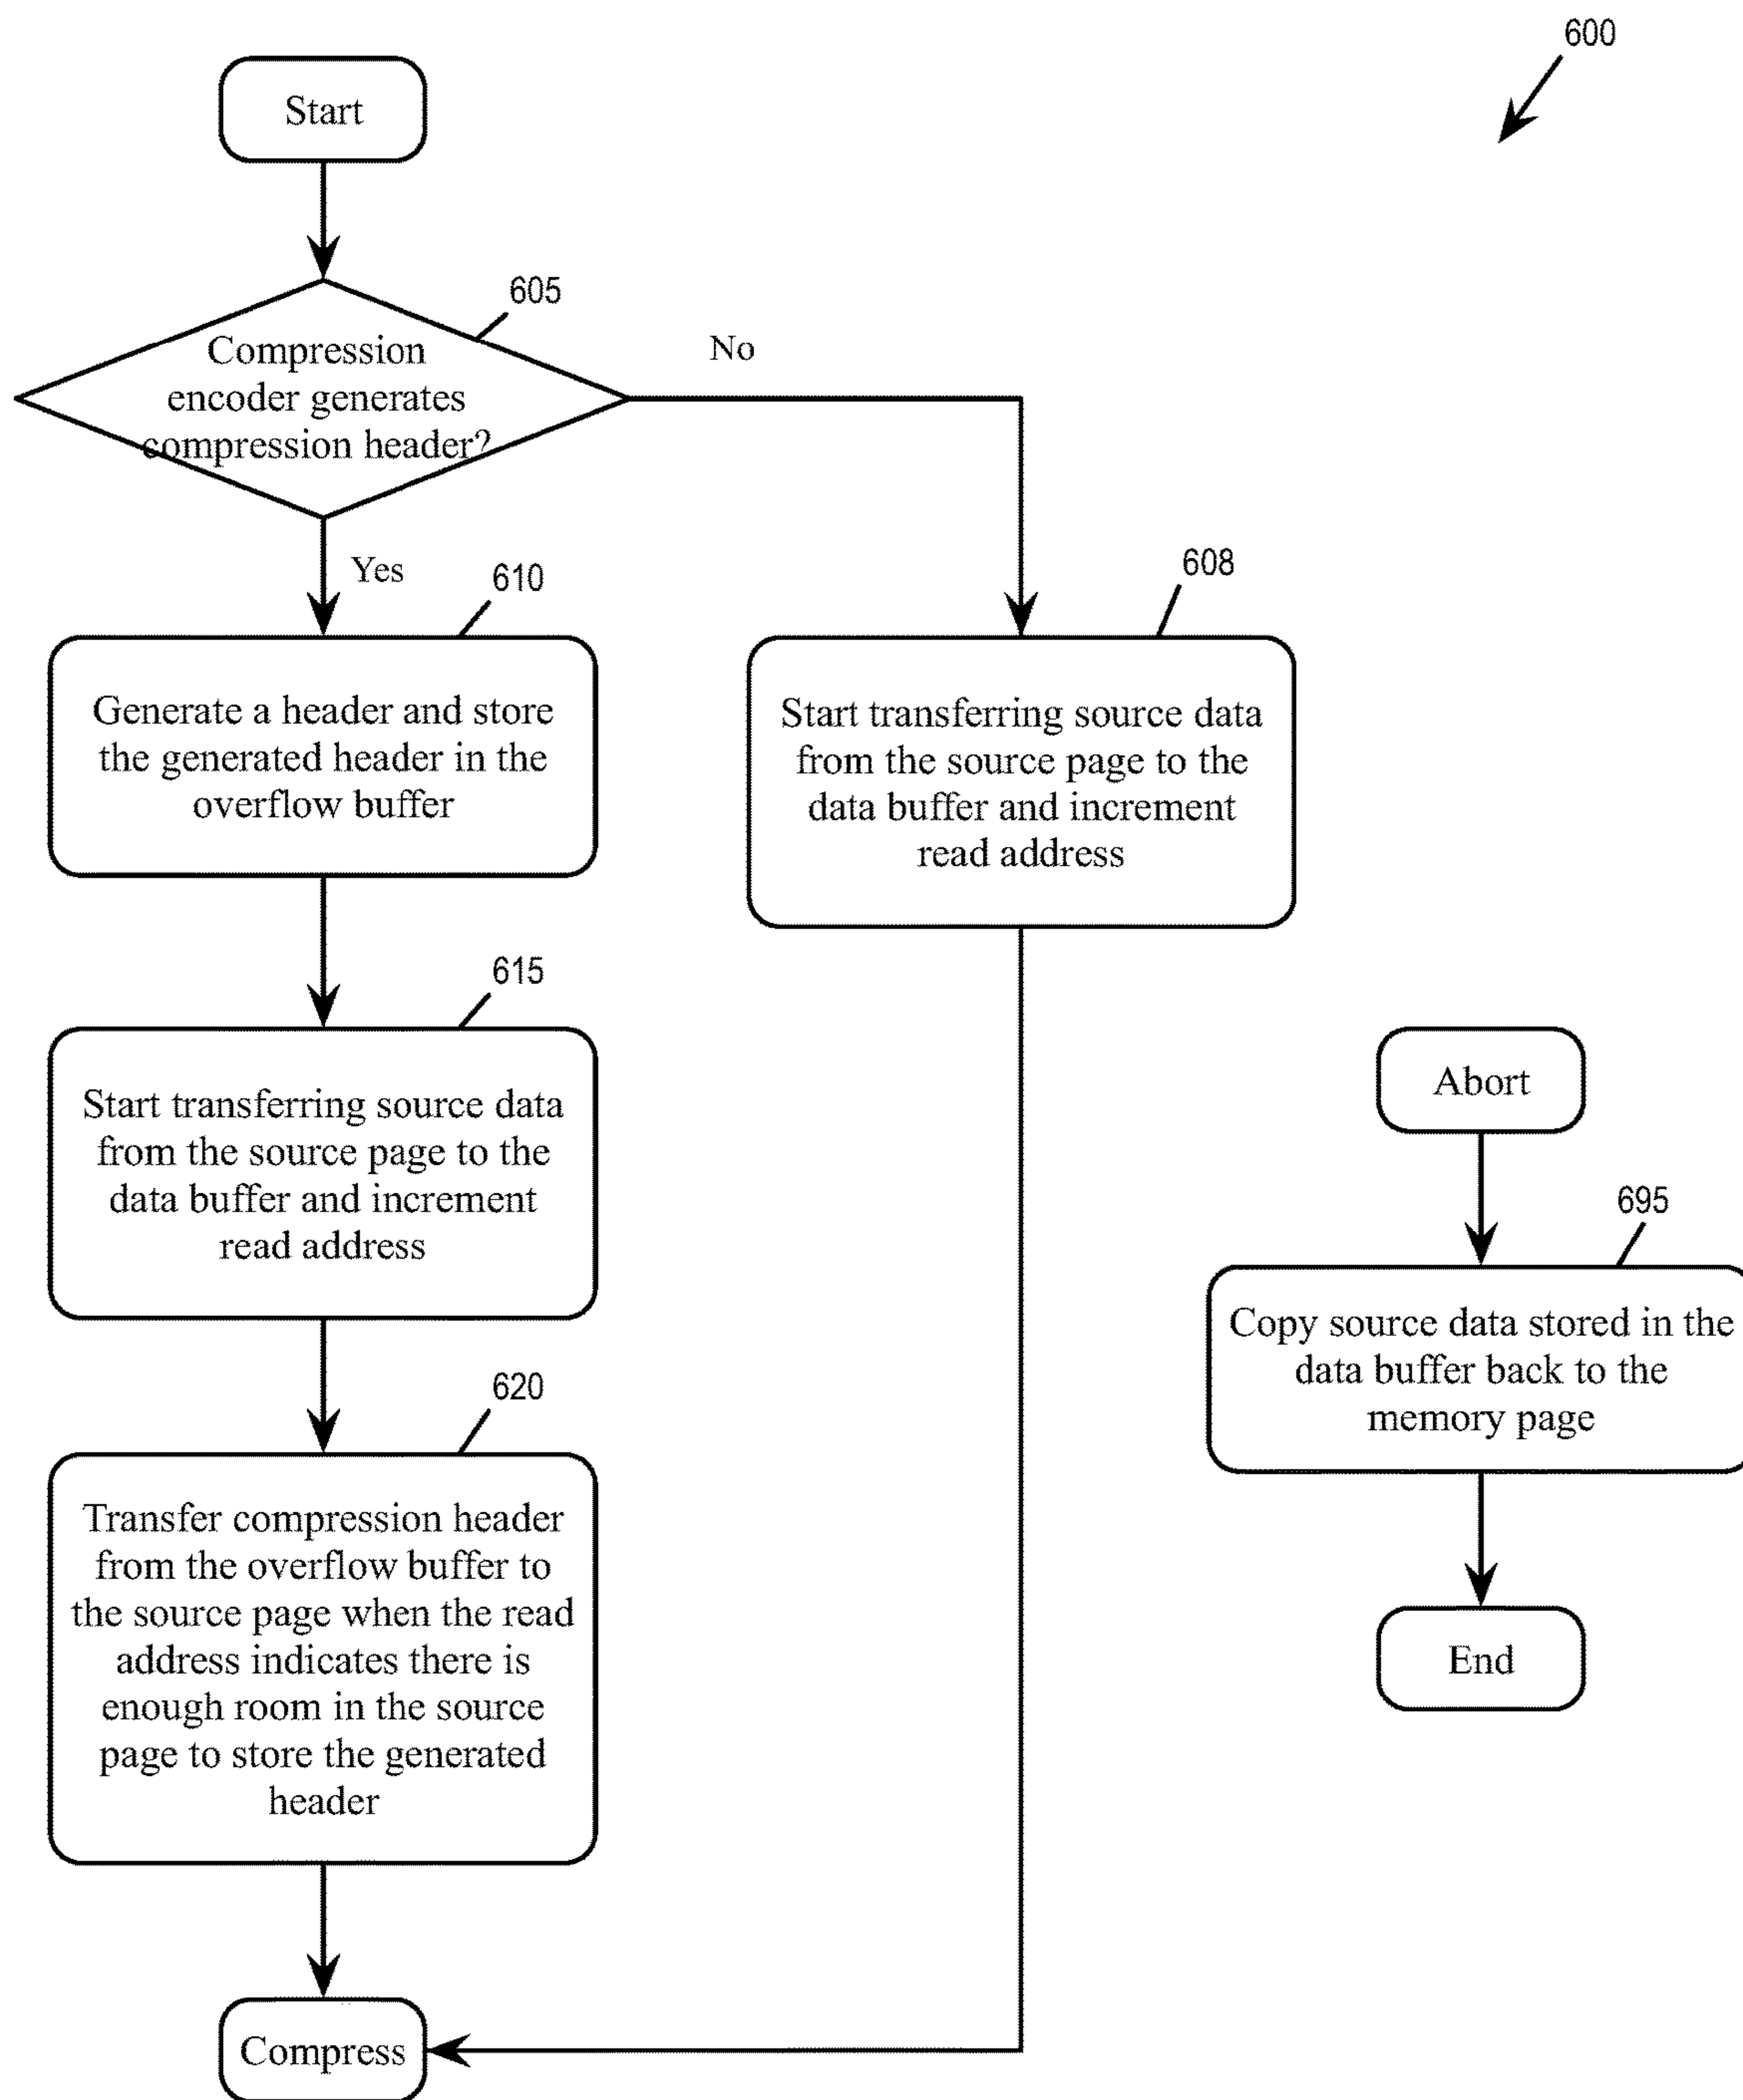 600
Start
605
Compression
encoder generates
compression header?
No
Yes
610
608
Generate a header and store
the generated header in the
overflow buffer
Start transferring source data
from the source page to the
data buffer and increment
read address
615
Start transferring source data
from the source page to the
data buffer and increment
read address
Abort
695
Copy source data stored in the
data buffer back to the
memory page
620
Transfer compression header
from the overflow buffer to
the source page when the read
address indicates there is
enough room in the source
page to store the generated
header
End
Compress